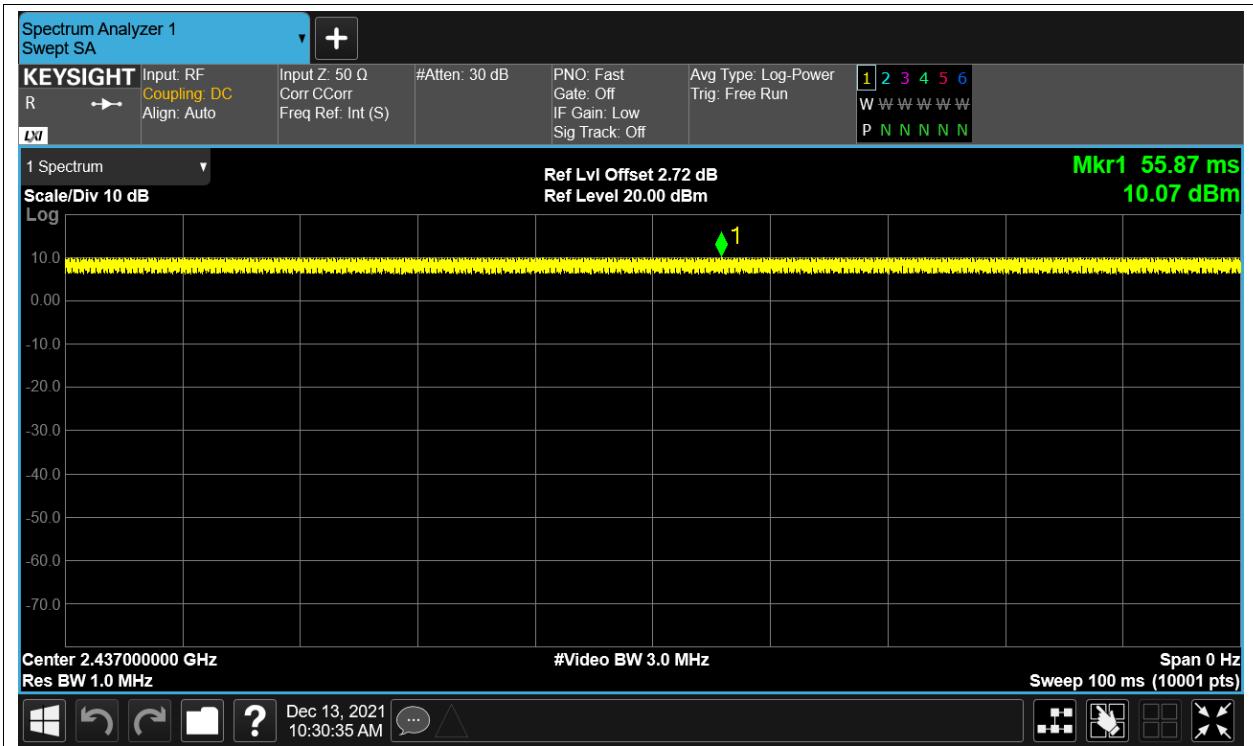 Spectrum Analyzer 1
Swept SA
KEYSIGHT
R
LXI
Input: RF
Coupling: DC
Align: Auto
Input Z: 50 Ω
Corr CCorr
Freq Ref: Int (S)
#Atten: 30 dB
PNO: Fast
Gate: Off
IF Gain: Low
Sig Track: Off
Avg Type: Log-Power
Trig: Free Run
1 2 3 4 5 6
W W W W W W
P N N N N N
1 Spectrum
Scale/Div 10 dB
Log
Ref Lvl Offset 2.72 dB
Ref Level 20.00 dBm
Mkr1 55.87 ms
10.07 dBm
1
10.0
0.00
-10.0
-20.0
-30.0
-40.0
-50.0
-60.0
-70.0
Center 2.437000000 GHz
Res BW 1.0 MHz
#Video BW 3.0 MHz
Span 0 Hz
Sweep 100 ms (10001 pts)
?
Dec 13, 2021
10:30:35 AM